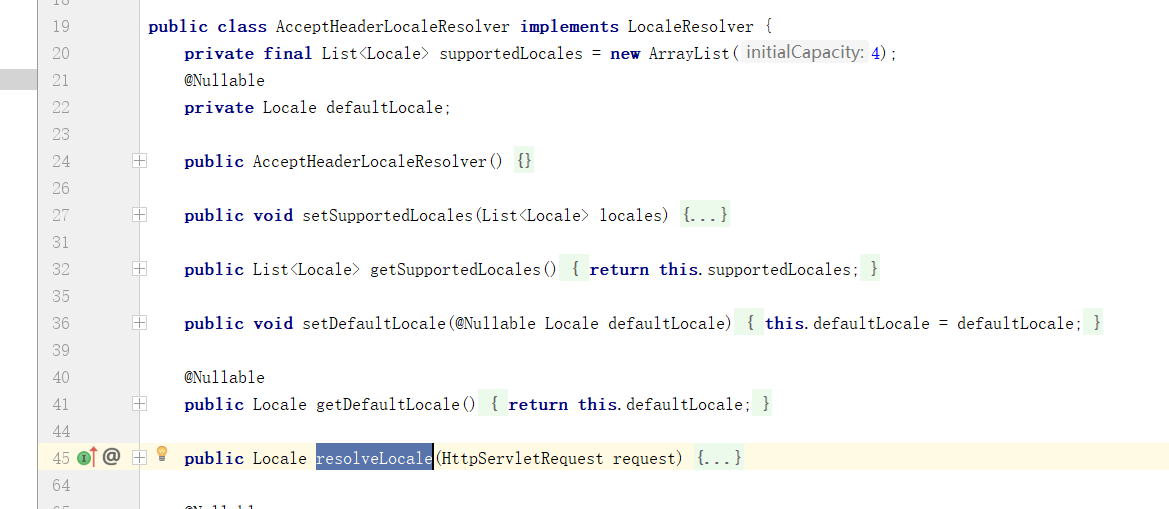 18
19 public class AcceptHeaderLocaleResolver implements LocaleResolver {
20 private final List<Locale> supportedLocales = new ArrayList( initialCapacity: 4);
21 @Nullable
22 private Locale defaultLocale;
23
24 public AcceptHeaderLocaleResolver() {}
26
27 public void setSupportedLocales(List<Locale> locales) {...}
31
32 public List<Locale> getSupportedLocales() { return this.supportedLocales; }
35
36 public void setDefaultLocale(@Nullable Locale defaultLocale) { this.defaultLocale = defaultLocale; }
39
40 @Nullable
41 public Locale getDefaultLocale() { return this.defaultLocale; }
44
45 I @ public Locale resolveLocale(HttpServletRequest request) {...}
64
65 @Nullable